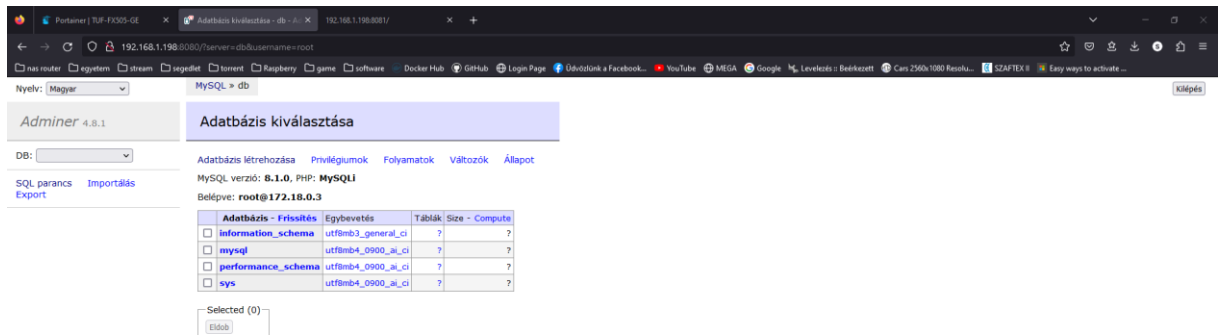 Portainer | TUF-FX505-GE
Adatbázis kiválasztása - db - Ad
192.168.1.198:8081/
192.168.1.198:8080/?server=db&username=root
nas router egyetem stream segedlet torrent Raspberry game software Docker Hub GitHub Login Page Üdvözlünk a Facebook... YouTube MEGA Google Levelezés :: Beérkezett Cars 2560x1080 Resolu... SZAFTEX II Easy ways to activate ...
Nyelv: Magyar
MySQL » db
Kilépés
Adminer 4.8.1
Adatbázis kiválasztása
DB:
Adatbázis létrehozása Privilégiumok Folyamatok Változók Állapot
SQL parancs Importálás
Export
MySQL verzió: 8.1.0, PHP: MySQLi
Belépve: root@172.18.0.3
Adatbázis - Frissítés Egybevetés Táblák Size - Compute
information_schema utf8mb3_general_ci ? ?
mysql utf8mb4_0900_ai_ci ? ?
performance_schema utf8mb4_0900_ai_ci ? ?
sys utf8mb4_0900_ai_ci ? ?
Selected (0)
Eldob